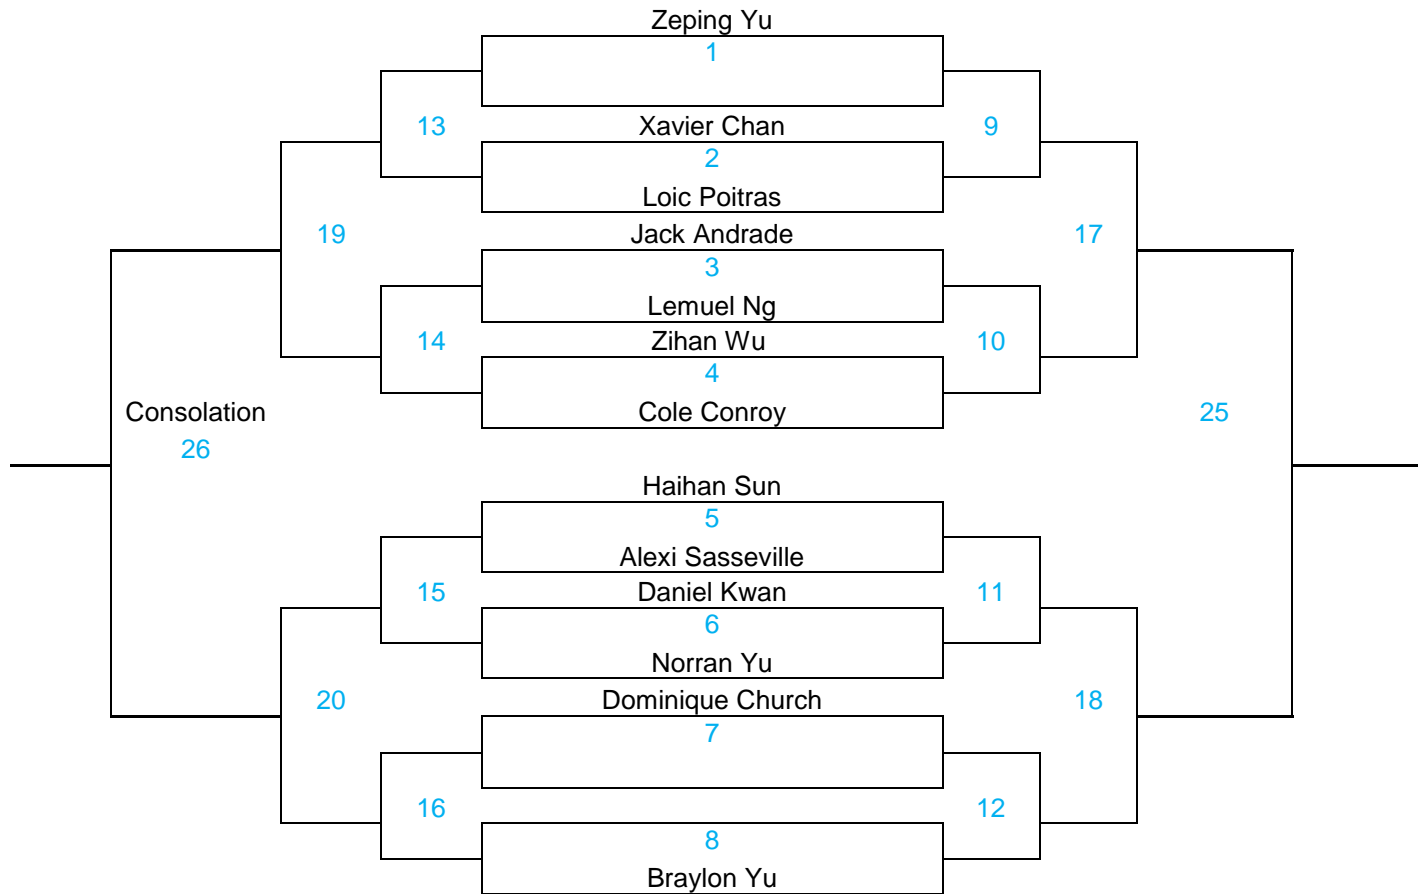 Zeping Yu
1
13
Xavier Chan
9
2
Loic Poitras
19
Jack Andrade
17
3
Lemuel Ng
14
Zihan Wu
10
4
Consolation
Cole Conroy
25
26
Haihan Sun
5
Alexi Sasseville
15
Daniel Kwan
11
6
Norran Yu
20
Dominique Church
18
7
16
12
8
Braylon Yu